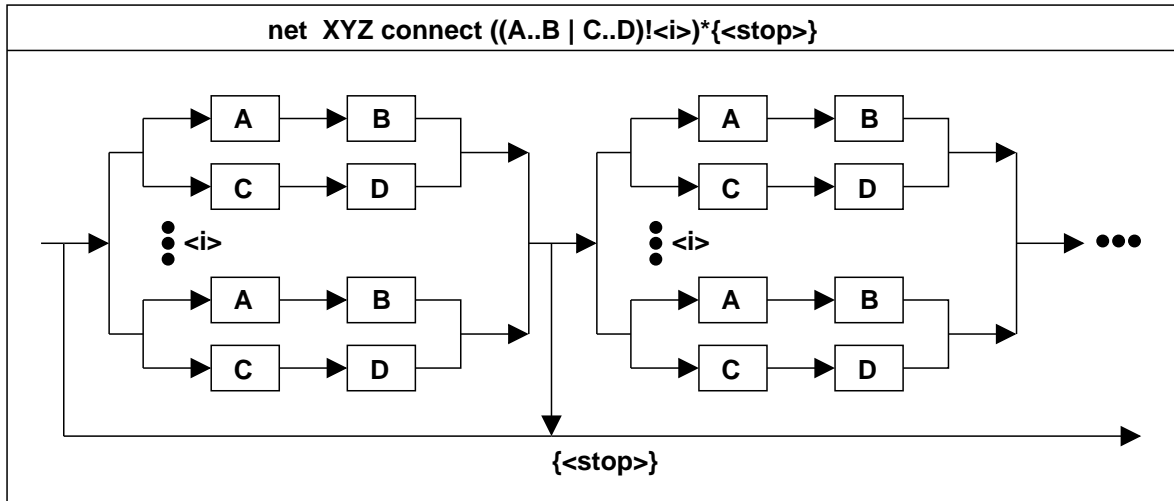 net XYZ connect ((A..B | C..D)!<i>)*{<stop>}
A B A B
C D C D
<i> <i>
A B A B
C D C D
{<stop>}